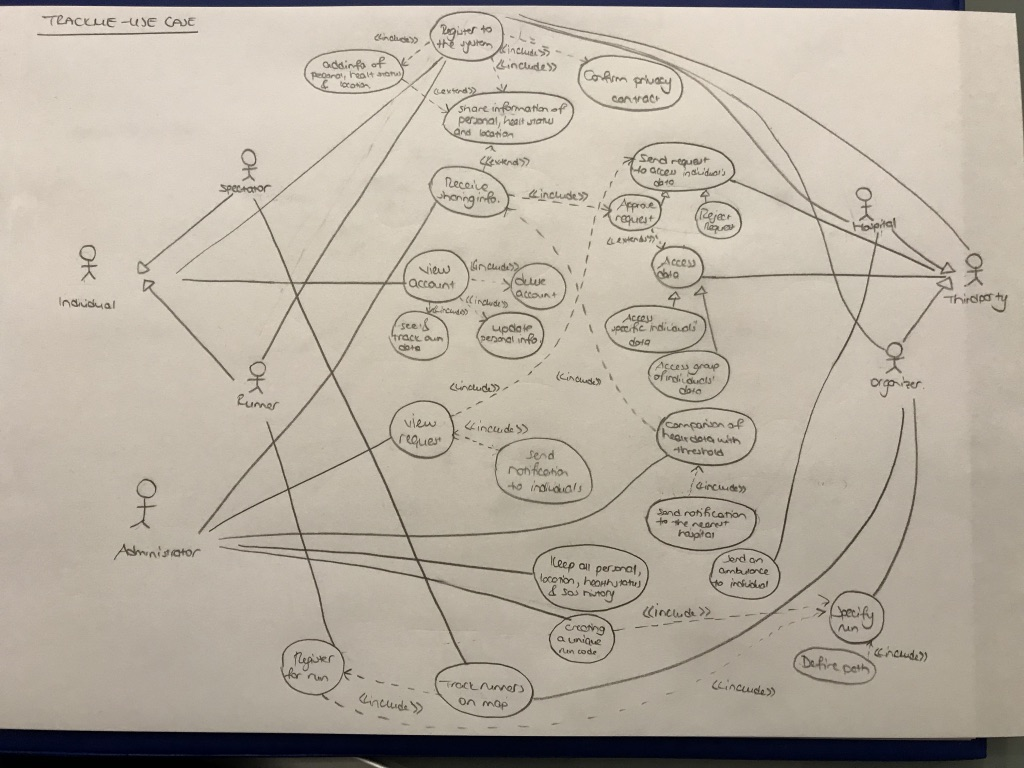 TRACKME-USE CASE
Register to
the system
<<include>>
<<include>>
<<include>>
add info of
personal, healt status
& location
<<extend>>
Confirm privacy
contract
share information of
personal, healt status
and location
<<extend>>
Spectator
Receive
sharing info.
<<include>>
Send request
to access individual's
data
Approve
request
Reject
Request
<<extends>>
Hospital
Individual
View
account
<<include>>
account
<<include>>
<<include>>
see &
track own
data
update
personal info.
Access
data
Third party
Access
specific individuals'
data
Access group
of individuals'
data
Runner
<<include>>
<<include>>
Organizer
view
request
<<include>>
send
notification
to individuals
comparison of
health data with
threshold
<<include>>
Send notification
to the nearest
hospital
Administrator
Keep all personal,
location, health status
& sos history
Send an
ambulance
to individual
creating
a unique
run code
<<include>>
Specify
run
<<include>>
Define path
Register
for run
<<include>>
Track runners
on map
<<include>>